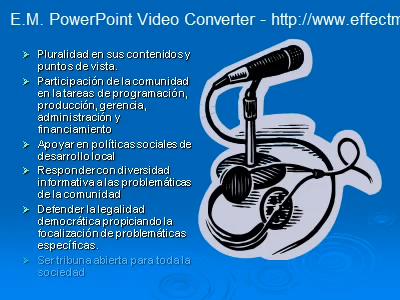 E.M. PowerPoint Video Converter - http://www.effectm
Pluralidad en sus contenidos y
puntos de vista.
Participación de la comunidad
en la tareas de programación,
producción, gerencia,
administración y
financiamiento
Apoyar en políticas sociales de
desarrollo local
Responder con diversidad
informativa a las problemáticas
de la comunidad
Defender la legalidad
democrática propiciando la
focalización de problemáticas
específicas.
Ser tribuna abierta para toda la
sociedad